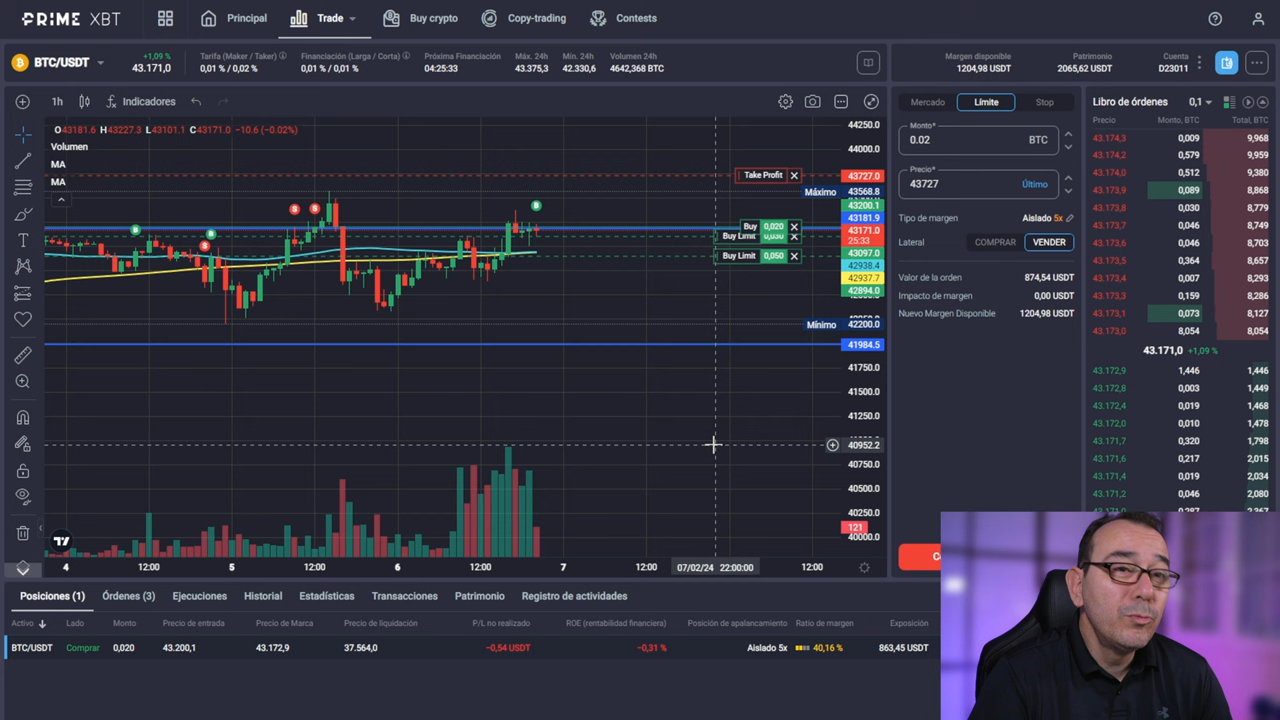 PRIME XBT
Principal
Trade
Buy crypto
Copy-trading
Contests
BTC/USDT
+1,09 %
43.171,0
Tarifa (Maker / Taker)
0,01 % / 0,02 %
Financiación (Larga / Corta)
0,01 % / 0,01 %
Próxima Financiación
04:25:33
Máx. 24h
43.375,3
Mín. 24h
42.330,6
Volumen 24h
4642,368 BTC
Margen disponible
1204,98 USDT
Patrimonio
2065,62 USDT
Cuenta
D23011
1h
Indicadores
O43181.6 H43227.3 L43101.1 C43171.0 −10.6 (−0.02%)
Volumen
MA
MA
Take Profit
Máximo
Buy 0,020
Buy Limit 0,030
Buy Limit 0,050
Mínimo
44250.0
44000.0
43727.0
43568.8
43200.1
43181.9
43171.0
25:33
43097.0
42938.4
42937.7
42894.0
42200.0
41984.5
41750.0
41500.0
41250.0
40952.2
40750.0
40500.0
40250.0
121
40000.0
4
12:00
5
12:00
6
12:00
7
12:00
07/02/24 22:00:00
12:00
Mercado
Límite
Stop
Monto*
0.02
BTC
Precio*
43727
Último
Tipo de margen
Aislado 5x
Lateral
COMPRAR
VENDER
Valor de la orden
874,54 USDT
Impacto de margen
0,00 USDT
Nuevo Margen Disponible
1204,98 USDT
Libro de órdenes
0,1
Precio
Monto, BTC
Total, BTC
43.174,3 0,009 9,968
43.174,2 0,579 9,959
43.174,0 0,512 9,380
43.173,9 0,089 8,868
43.173,8 0,030 8,779
43.173,6 0,046 8,749
43.173,5 0,046 8,703
43.173,4 0,364 8,657
43.173,3 0,159 8,286
43.173,1 0,073 8,127
43.173,0 8,054 8,054
43.171,0 +1,09 %
43.172,9 1,446 1,446
43.172,8 0,003 1,449
43.172,4 0,019 1,468
43.172,0 0,010 1,478
43.171,7 0,320 1,798
43.171,6 0,217 2,015
43.171,4 0,019 2,034
43.171,2 0,046 2,080
Posiciones (1)
Órdenes (3)
Ejecuciones
Historial
Estadísticas
Transacciones
Patrimonio
Registro de actividades
Activo
Lado
Monto
Precio de entrada
Precio de Marca
Precio de liquidación
P/L no realizado
ROE (rentabilidad financiera)
Posición de apalancamiento
Ratio de margen
Exposición
BTC/USDT
Comprar
0,020
43.200,1
43.172,9
37.564,0
−0,54 USDT
−0,31 %
Aislado 5x
40,16 %
863,45 USDT